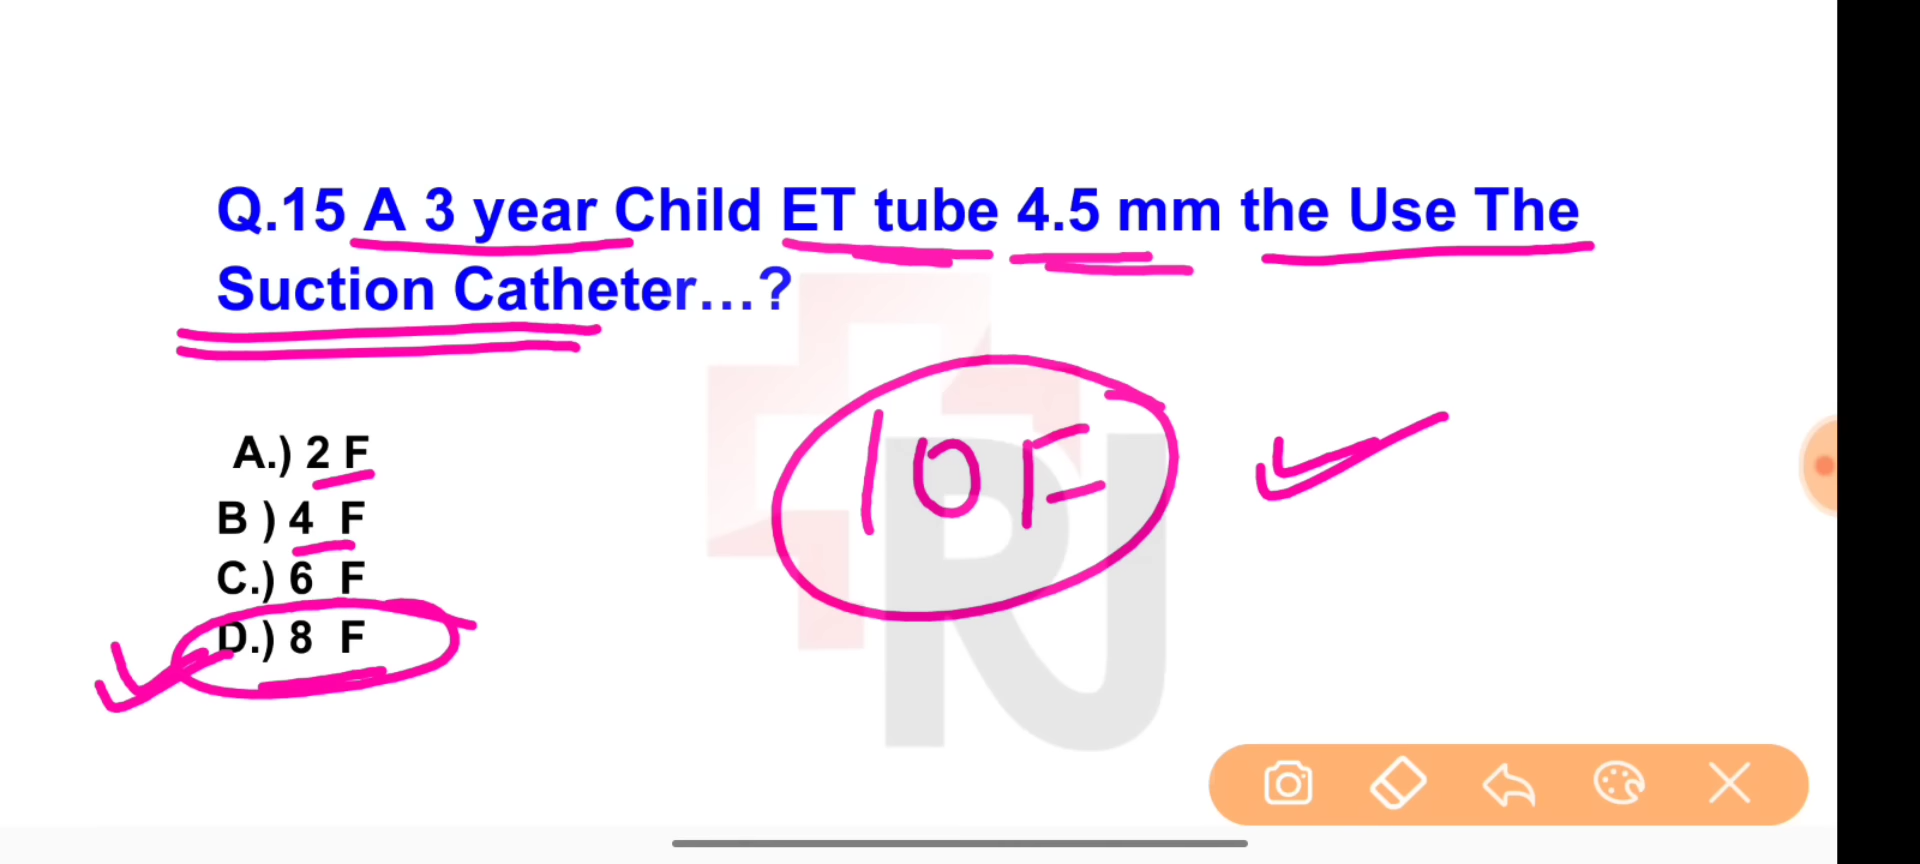 Q.15 A 3 year Child ET tube 4.5 mm the Use The
Suction Catheter...?
A.) 2 F
B ) 4 F
C.) 6 F
D.) 8 F
10F
RJ